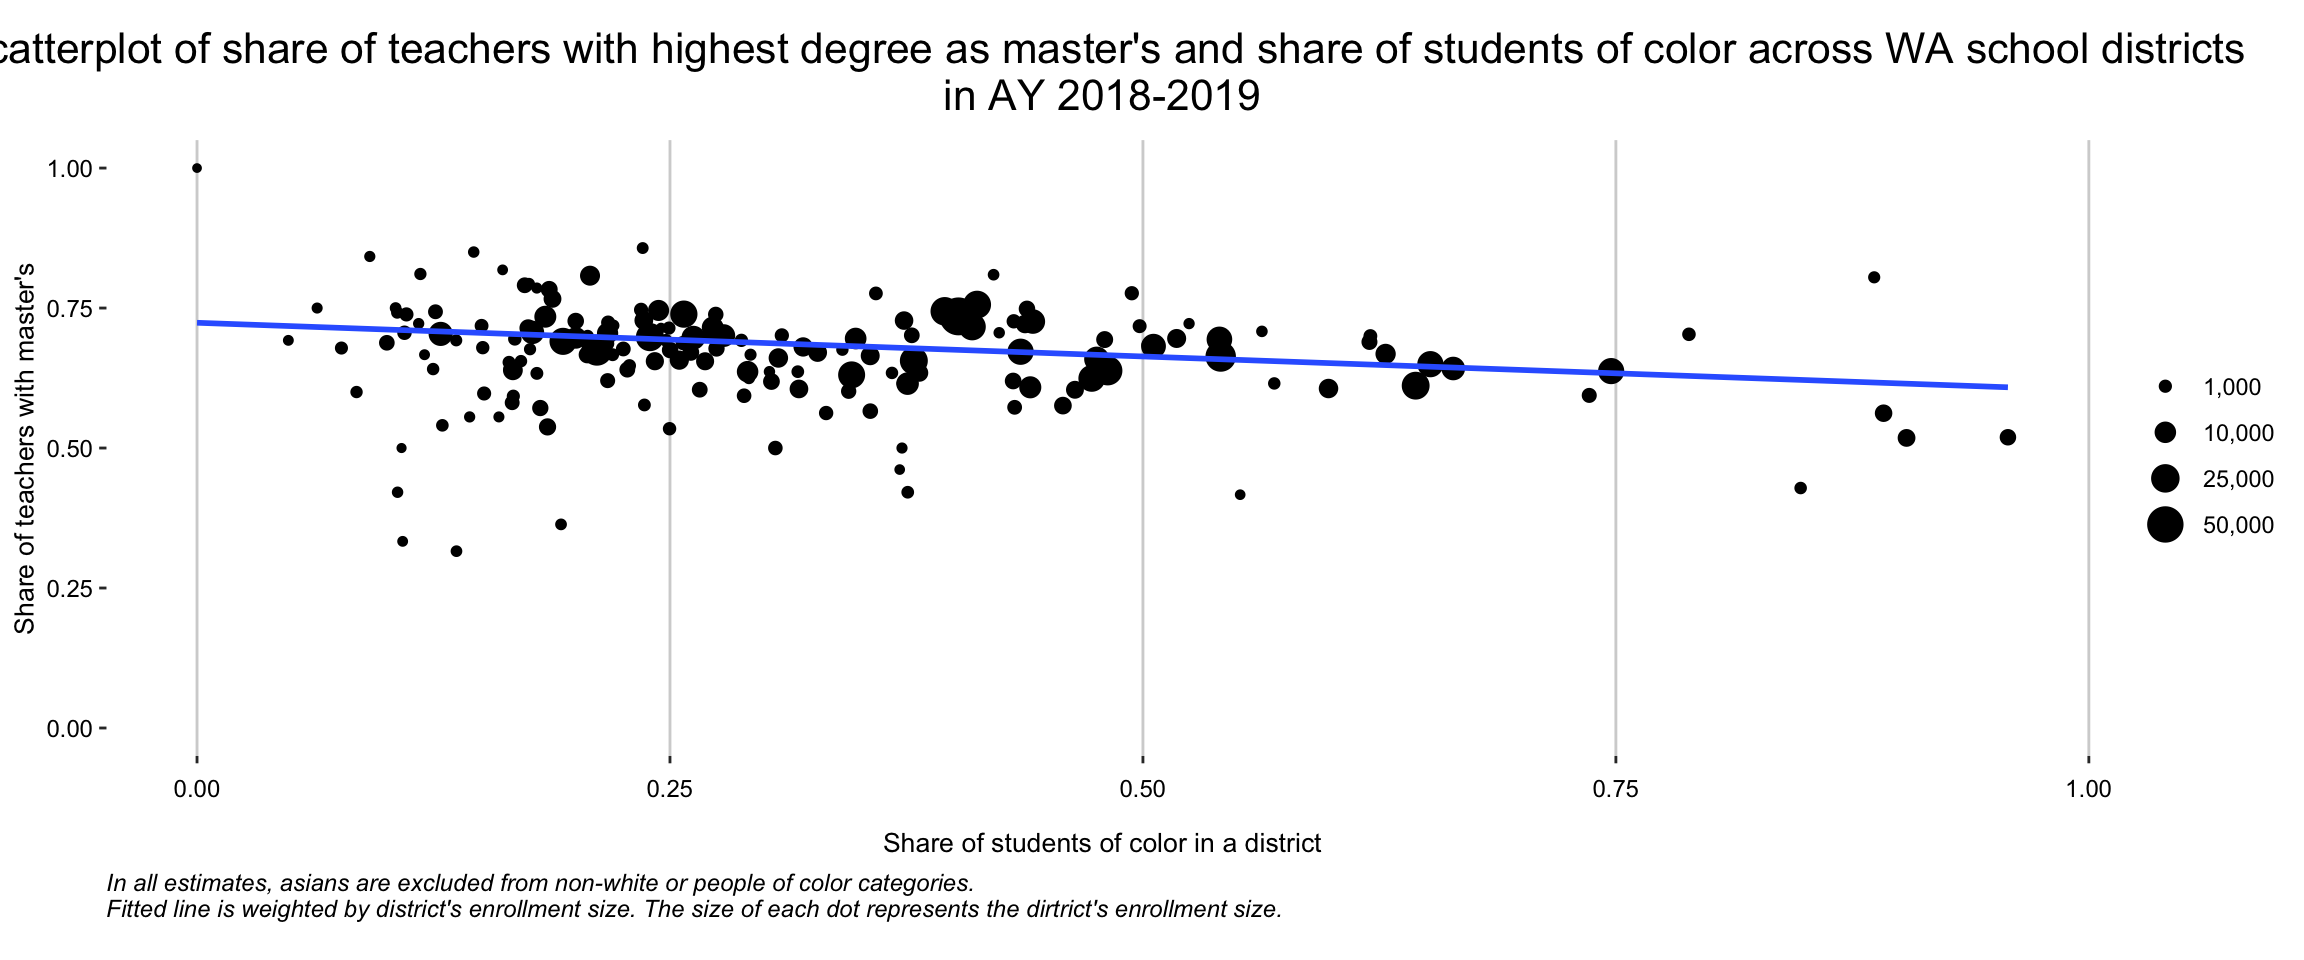 catterplot of share of teachers with highest degree as master's and share of students of color across WA school districts
in AY 2018-2019
Share of teachers with master's
1.00
0.75
0.50
0.25
0.00
0.00
0.25
0.50
0.75
1.00
Share of students of color in a district
1,000
10,000
25,000
50,000
In all estimates, asians are excluded from non-white or people of color categories.
Fitted line is weighted by district's enrollment size. The size of each dot represents the dirtrict's enrollment size.